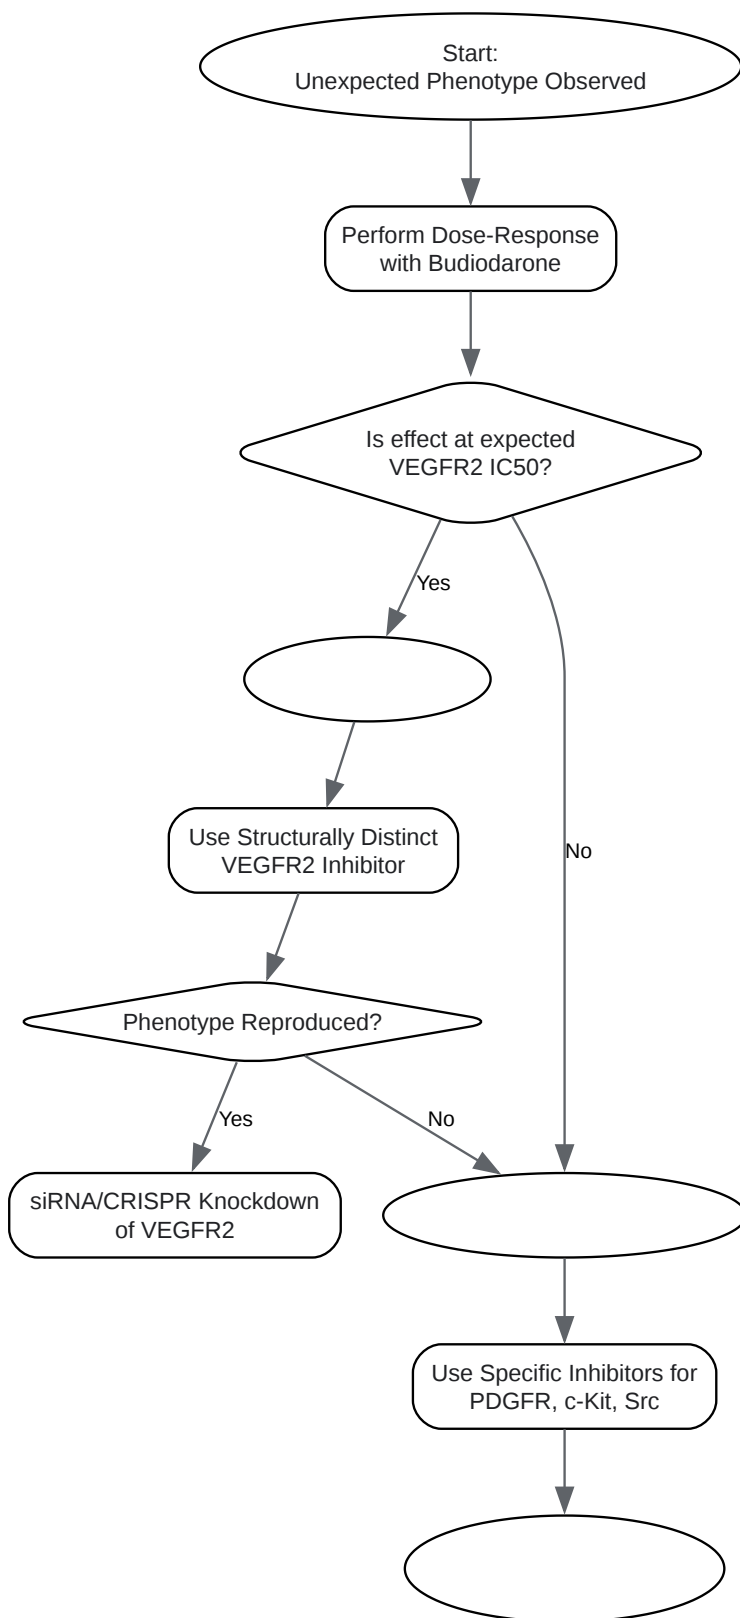 Start:
Unexpected Phenotype Observed
Perform Dose-Response
with Budiodarone
Is effect at expected
VEGFR2 IC50?
Yes
No
Use Structurally Distinct
VEGFR2 Inhibitor
Phenotype Reproduced?
Yes
No
siRNA/CRISPR Knockdown
of VEGFR2
Use Specific Inhibitors for
PDGFR, c-Kit, Src